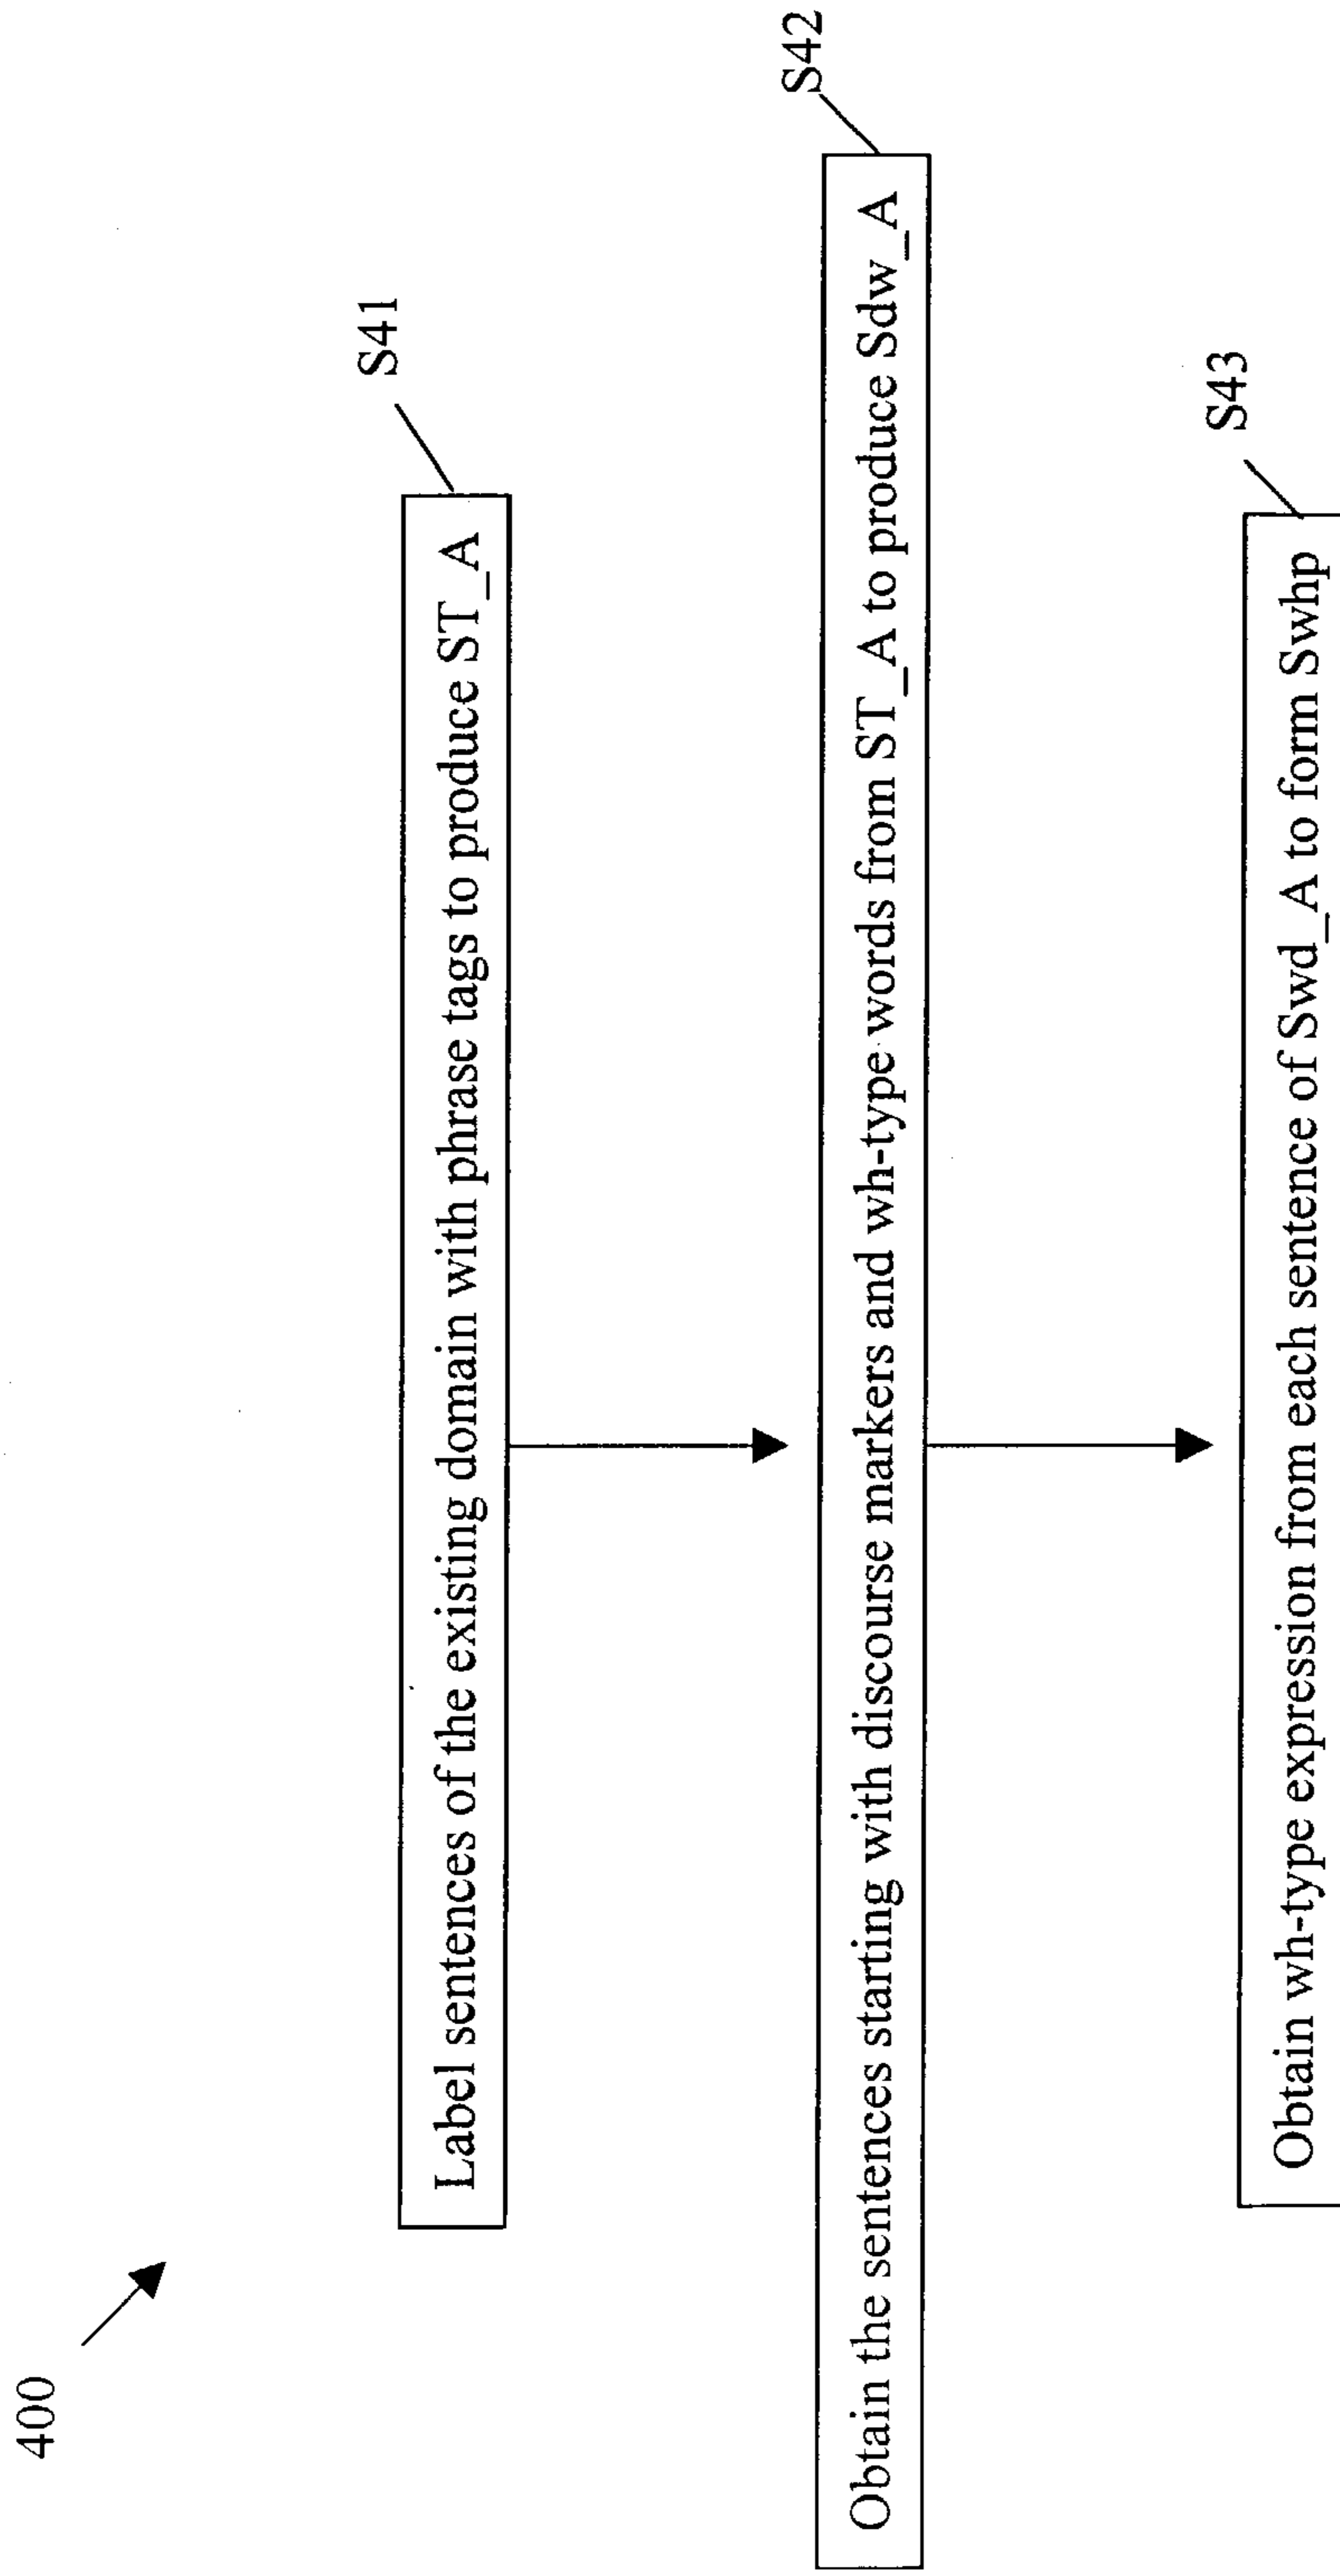 400
S41
Label sentences of the existing domain with phrase tags to produce ST_A
S42
Obtain the sentences starting with discourse markers and wh-type words from ST_A to produce Sdw_A
S43
Obtain wh-type expression from each sentence of Swd_A to form Swhp